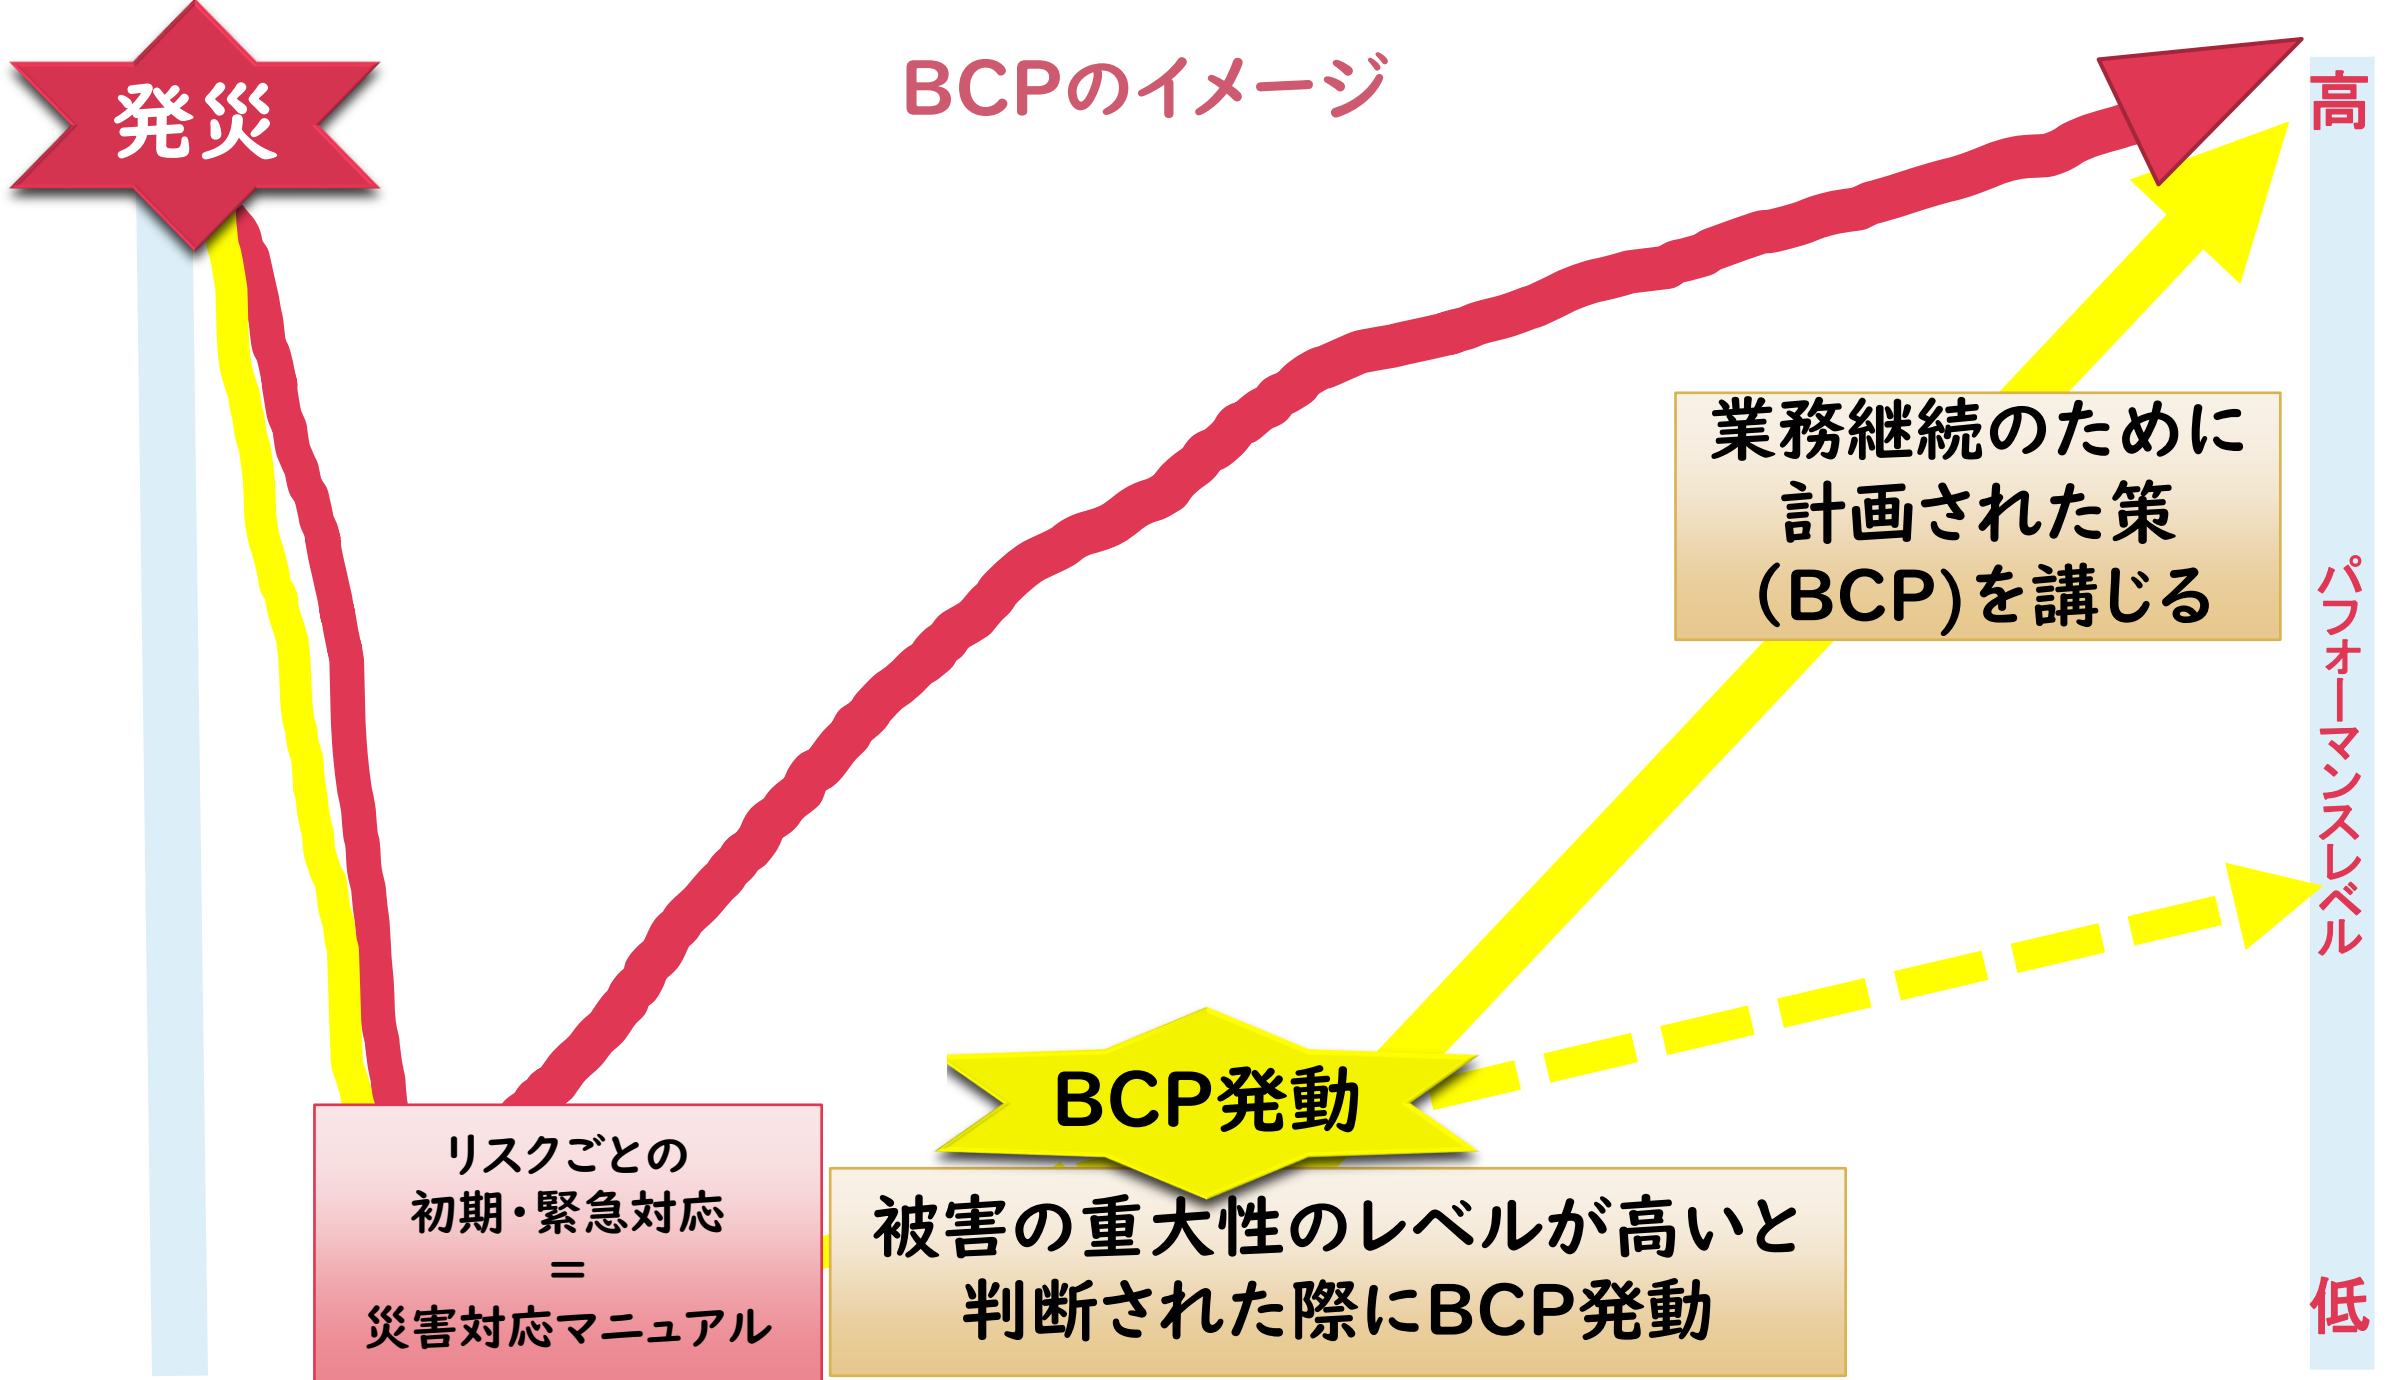 BCPのイメージ
発災
高
業務継続のために
計画された策
（BCP)を講じる
パフォーマンスレベル
BCP発動
リスクごとの
初期・緊急対応
＝
災害対応マニュアル
被害の重大性のレベルが高いと
判断された際にBCP発動
低